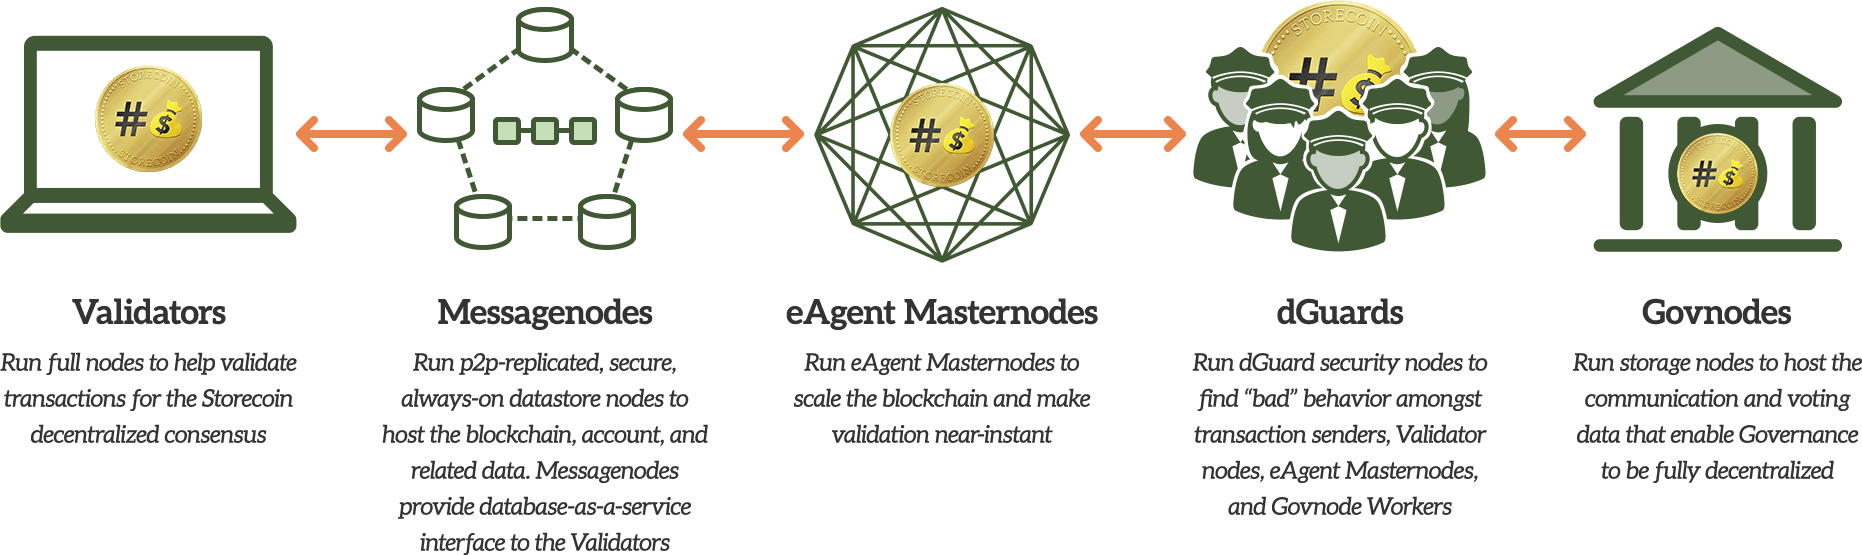 STORECOIN
#$
STORECOIN
STORECOIN
#$
STORECOIN
STORECOIN
#$
#$
Validators
Run full nodes to help validate
transactions for the Storecoin
decentralized consensus
Messagenodes
Run p2p-replicated, secure,
always-on datastore nodes to
host the blockchain, account, and
related data. Messagenodes
provide database-as-a-service
interface to the Validators
eAgent Masternodes
Run eAgent Masternodes to
scale the blockchain and make
validation near-instant
dGuards
Run dGuard security nodes to
find “bad” behavior amongst
transaction senders, Validator
nodes, eAgent Masternodes,
and Govnode Workers
Govnodes
Run storage nodes to host the
communication and voting
data that enable Governance
to be fully decentralized